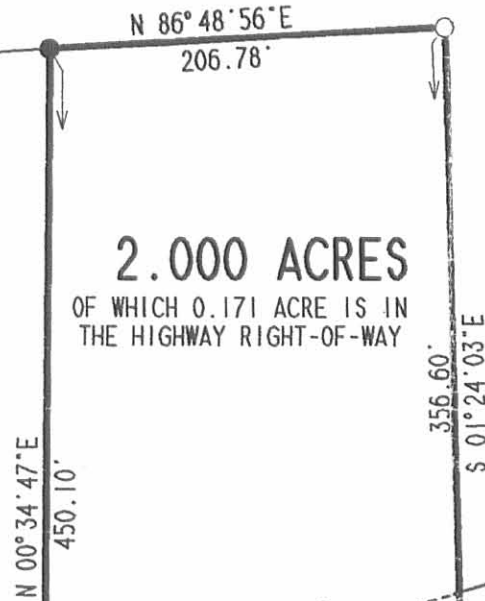 N 86°48'56"E
206.78'
2.000 ACRES
OF WHICH 0.171 ACRE IS IN
THE HIGHWAY RIGHT-OF-WAY
356.60'
S 01°24'03"E
N 00°34'47"E
450.10'